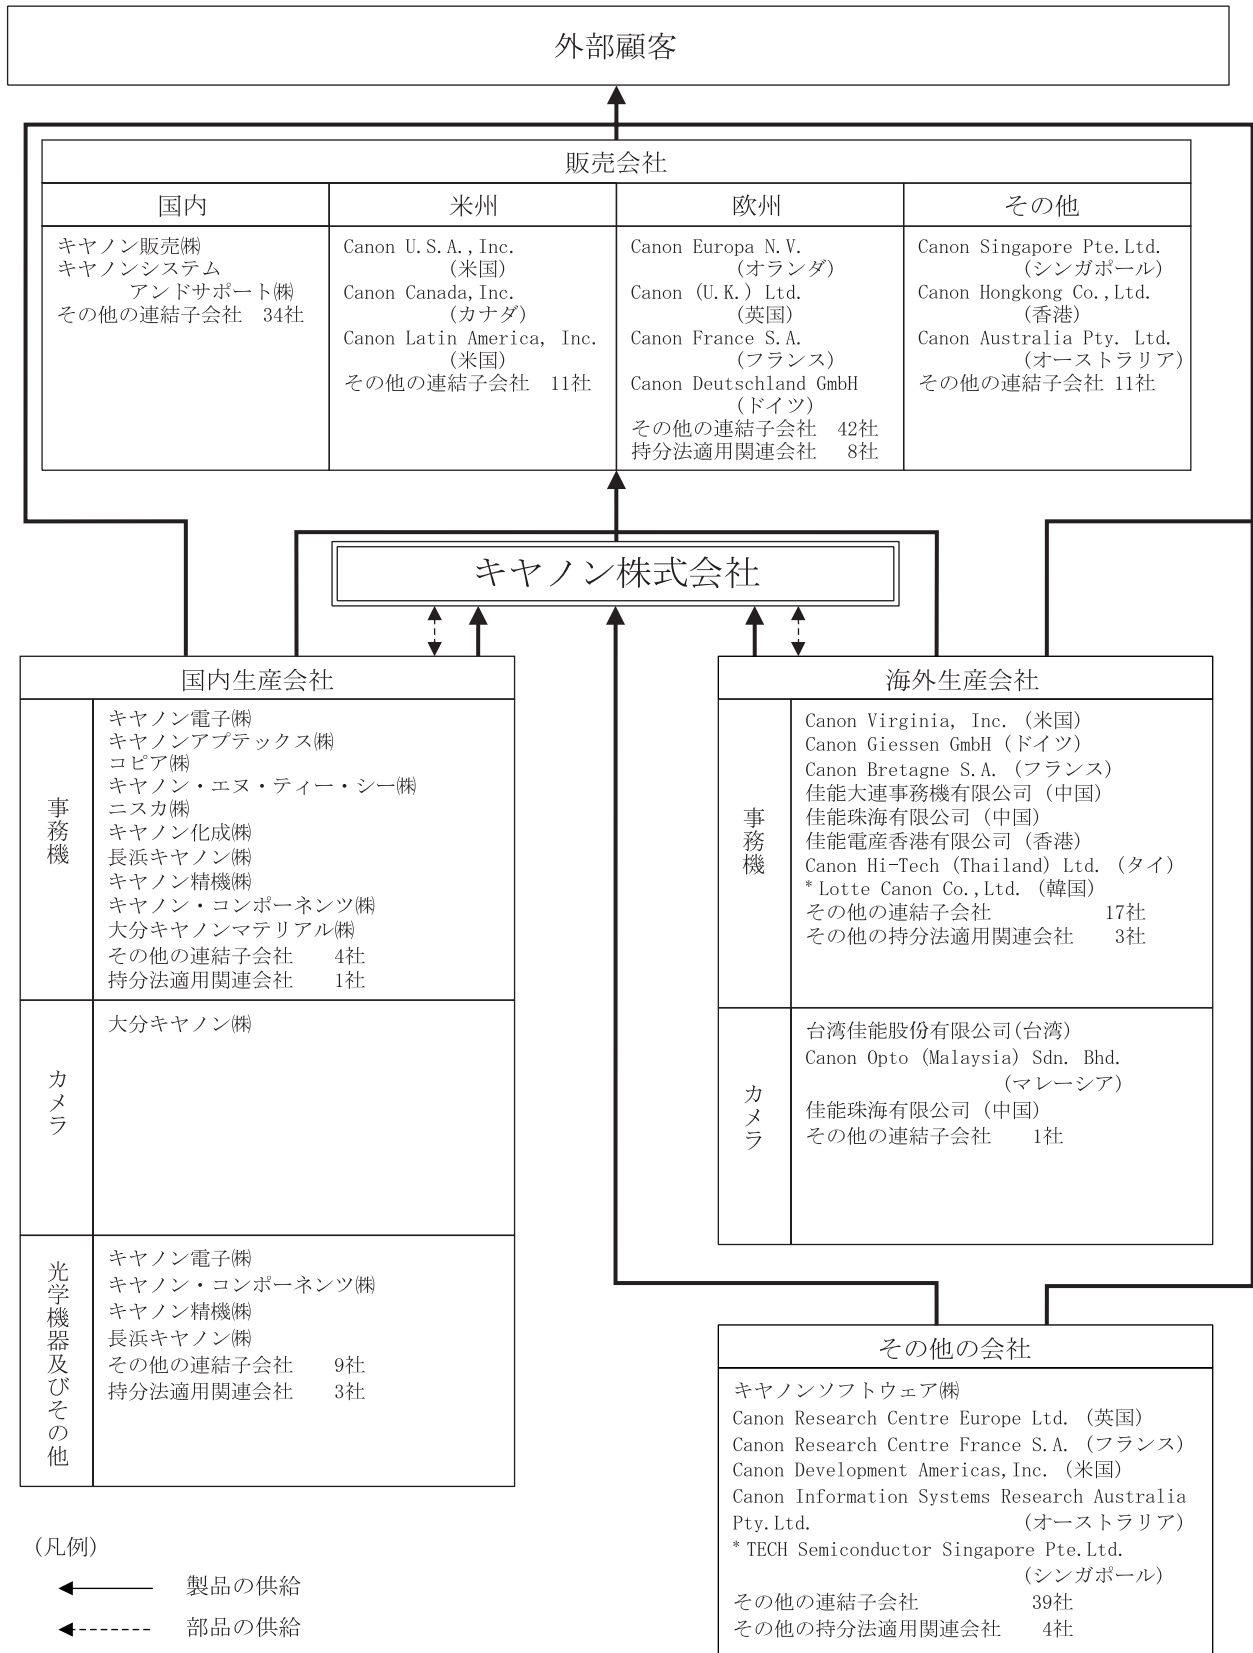 外部顧客
販売会社
国内
キヤノン販売㈱
キヤノンシステム
アンドサポート㈱
その他の連結子会社 34社
米州
Canon U.S.A.,Inc.
(米国)
Canon Canada,Inc.
(カナダ)
Canon Latin America, Inc.
(米国)
その他の連結子会社 11社
欧州
Canon Europa N.V.
(オランダ)
Canon (U.K.) Ltd.
(英国)
Canon France S.A.
(フランス)
Canon Deutschland GmbH
(ドイツ)
その他の連結子会社 42社
持分法適用関連会社 8社
その他
Canon Singapore Pte.Ltd.
(シンガポール)
Canon Hongkong Co.,Ltd.
(香港)
Canon Australia Pty. Ltd.
(オーストラリア)
その他の連結子会社 11社
キヤノン株式会社
国内生産会社
事務機
キヤノン電子㈱
キヤノンアプテックス㈱
コピア㈱
キヤノン・エヌ・ティー・シー㈱
ニスカ㈱
キヤノン化成㈱
長浜キヤノン㈱
キヤノン精機㈱
キヤノン・コンポーネンツ㈱
大分キヤノンマテリアル㈱
その他の連結子会社 4社
持分法適用関連会社 1社
カメラ
大分キヤノン㈱
光学機器及びその他
キヤノン電子㈱
キヤノン・コンポーネンツ㈱
キヤノン精機㈱
長浜キヤノン㈱
その他の連結子会社 9社
持分法適用関連会社 3社
海外生産会社
事務機
Canon Virginia, Inc. (米国)
Canon Giessen GmbH (ドイツ)
Canon Bretagne S.A. (フランス)
佳能大連事務機有限公司 (中国)
佳能珠海有限公司 (中国)
佳能電産香港有限公司 (香港)
Canon Hi-Tech (Thailand) Ltd. (タイ)
* Lotte Canon Co.,Ltd. (韓国)
その他の連結子会社 17社
その他の持分法適用関連会社 3社
カメラ
台湾佳能股份有限公司(台湾)
Canon Opto (Malaysia) Sdn. Bhd.
(マレーシア)
佳能珠海有限公司 (中国)
その他の連結子会社 1社
その他の会社
キヤノンソフトウェア㈱
Canon Research Centre Europe Ltd. (英国)
Canon Research Centre France S.A. (フランス)
Canon Development Americas,Inc. (米国)
Canon Information Systems Research Australia
Pty.Ltd. (オーストラリア)
* TECH Semiconductor Singapore Pte.Ltd.
(シンガポール)
その他の連結子会社 39社
その他の持分法適用関連会社 4社
(凡例)
製品の供給
部品の供給